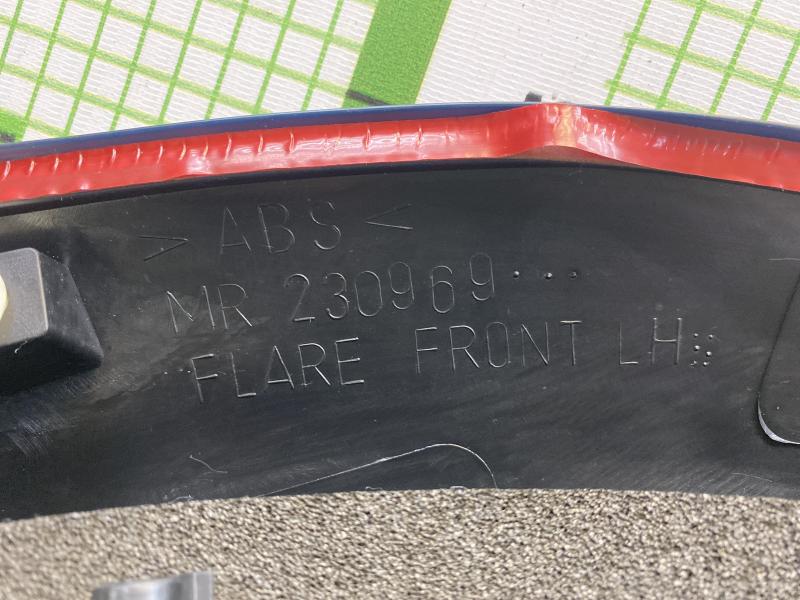 > ABS <
MR 230969...
FLARE FRONT LH